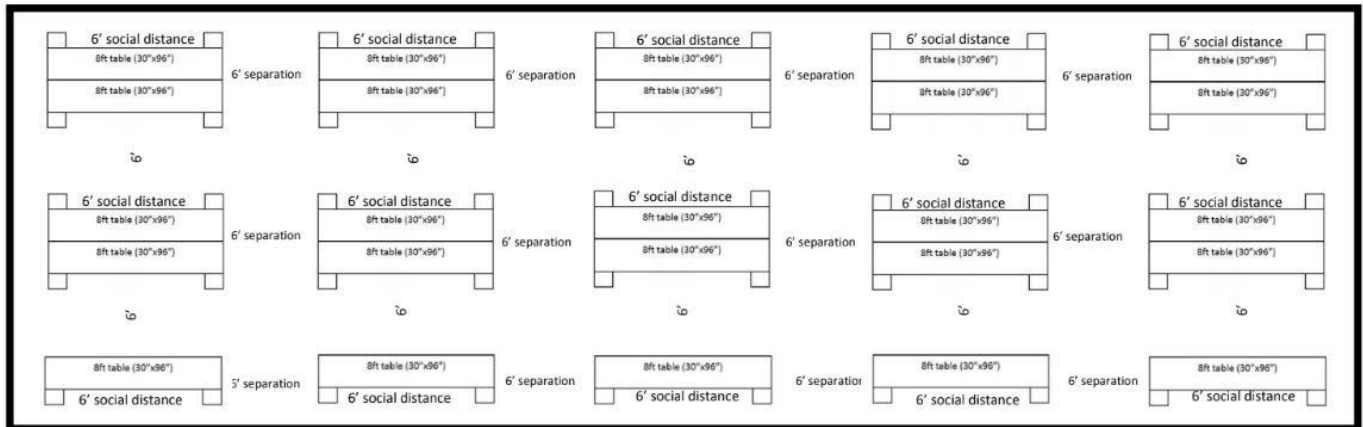 6' social distance 6' social distance 6' social distance 6' social distance 6' social distance
8ft table (30"x96") 8ft table (30"x96") 8ft table (30"x96") 8ft table (30"x96") 8ft table (30"x96")
6' separation 6' separation 6' separation 6' separation
8ft table (30"x96") 8ft table (30"x96") 8ft table (30"x96") 8ft table (30"x96") 8ft table (30"x96")
6' 6' 6' 6' 6'
6' social distance 6' social distance 6' social distance 6' social distance 6' social distance
8ft table (30"x96") 8ft table (30"x96") 8ft table (30"x96") 8ft table (30"x96") 8ft table (30"x96")
6' separation 6' separation 6' separation 6' separation
8ft table (30"x96") 8ft table (30"x96") 8ft table (30"x96") 8ft table (30"x96") 8ft table (30"x96")
6' 6' 6' 6' 6'
8ft table (30"x96") 8ft table (30"x96") 8ft table (30"x96") 8ft table (30"x96") 8ft table (30"x96")
6' separation 6' separation 6' separation 6' separation
6' social distance 6' social distance 6' social distance 6' social distance 6' social distance